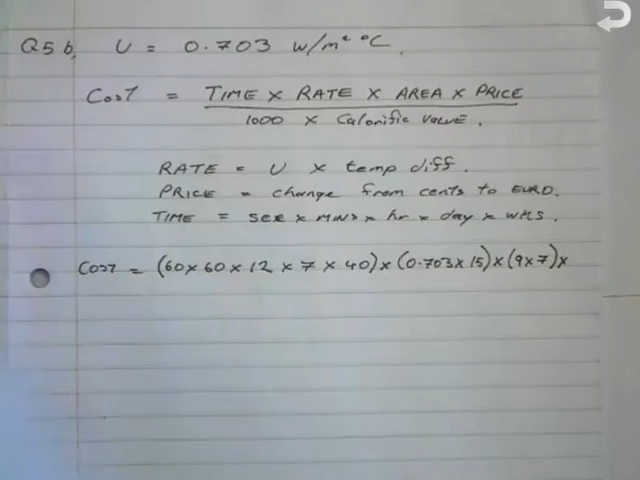 Q5 b, U = 0.703 w/m² °C.
Cost = TIME X RATE X AREA X PRICE
1000 X Calorific VALUE.
RATE = U X temp diff.
PRICE = change from cents to EURO.
TIME = sec x MINS x hr x day x WKS.
Cost = (60 x 60 x 12 x 7 x 40) x (0.703 x 15) x (9 x 7) x